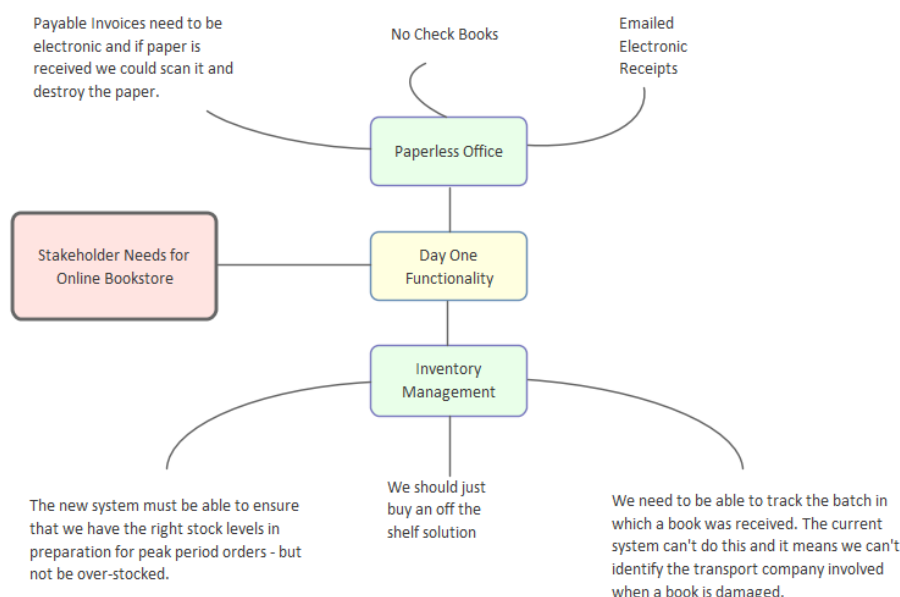 Payable Invoices need to be
electronic and if paper is
received we could scan it and
destroy the paper.
No Check Books
Emailed
Electronic
Receipts
Paperless Office
Stakeholder Needs for
Online Bookstore
Day One
Functionality
Inventory
Management
The new system must be able to ensure
that we have the right stock levels in
preparation for peak period orders - but
not be over-stocked.
We should just
buy an off the
shelf solution
We need to be able to track the batch in
which a book was received. The current
system can't do this and it means we can't
identify the transport company involved
when a book is damaged.